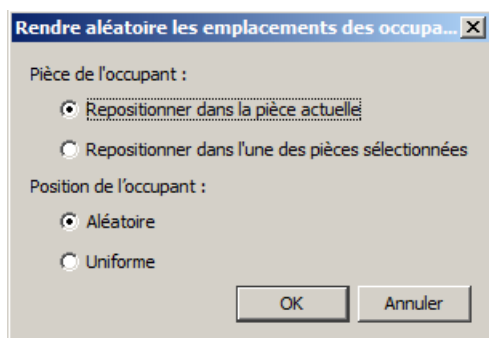 Rendre aléatoire les emplacements des occupa...
Pièce de l'occupant :
Repositionner dans la pièce actuelle
Repositionner dans l'une des pièces sélectionnées
Position de l’occupant :
Aléatoire
Uniforme
OK Annuler